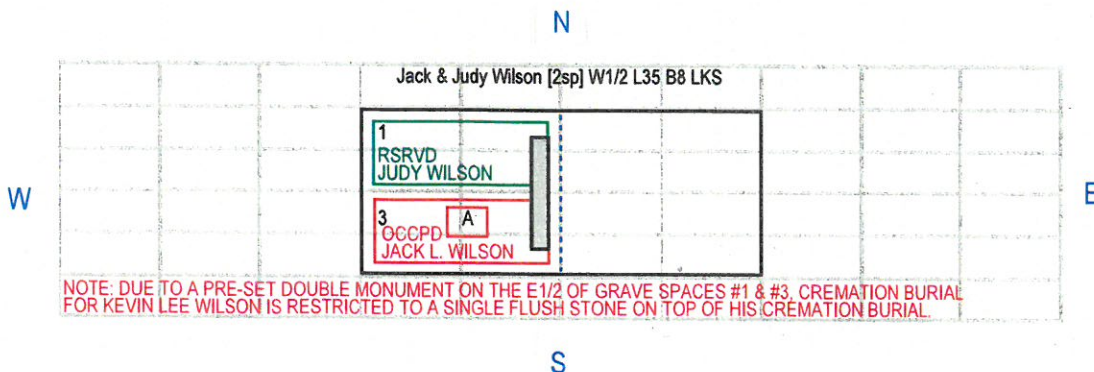 N
Jack & Judy Wilson [2sp] W1/2 L35 B8 LKS
1
RSRVD
JUDY WILSON
W
E
3
A
OCCPD
JACK L. WILSON
NOTE: DUE TO A PRE-SET DOUBLE MONUMENT ON THE E1/2 OF GRAVE SPACES #1 & #3, CREMATION BURIAL
FOR KEVIN LEE WILSON IS RESTRICTED TO A SINGLE FLUSH STONE ON TOP OF HIS CREMATION BURIAL.
S